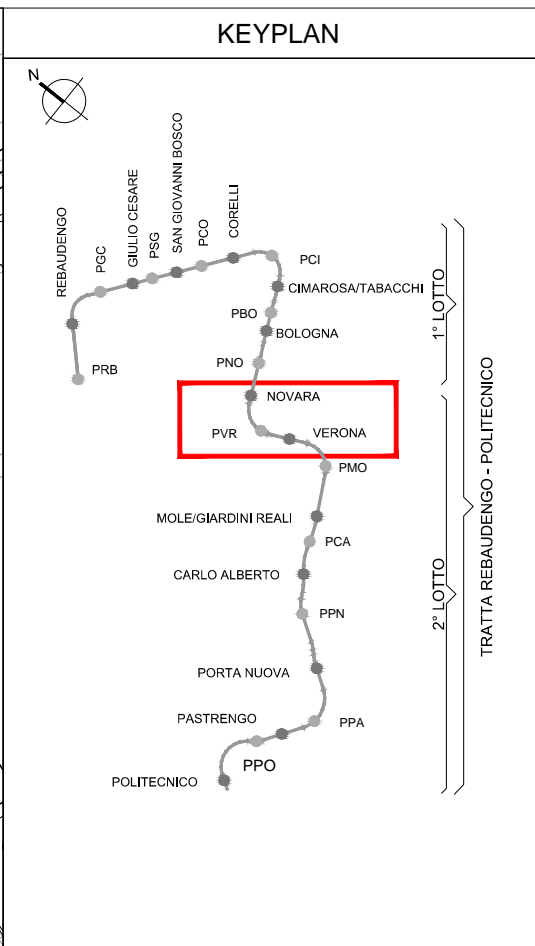 KEYPLAN
N
REBAUDENGO
PGC
GIULIO CESARE
PSG
SAN GIOVANNI BOSCO
PCO
CORELLI
PCI
CIMAROSA/TABACCHI
PBO
BOLOGNA
PNO
PRB
NOVARA
PVR
VERONA
PMO
MOLE/GIARDINI REALI
PCA
CARLO ALBERTO
PPN
PORTA NUOVA
PASTRENGO
PPA
PPO
POLITECNICO
1° LOTTO
2° LOTTO
TRATTA REBAUDENGO - POLITECNICO